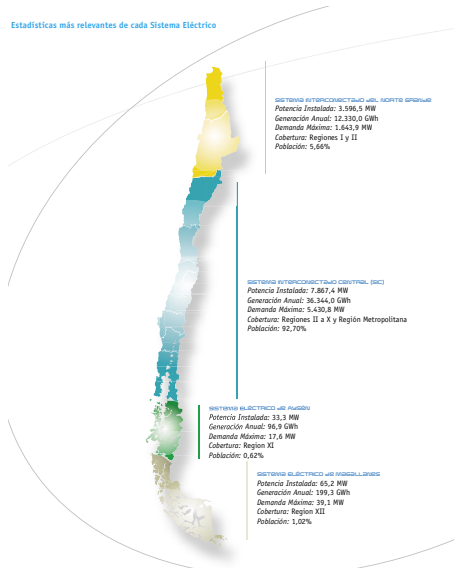 Estadísticas más relevantes de cada Sistema Eléctrico
SISTEMA INTERCONECTADO DEL NORTE GRANDE
Potencia Instalada: 3.596,5 MW
Generación Anual: 12.330,0 GWh
Demanda Máxima: 1.643,9 MW
Cobertura: Regiones I y II
Población: 5,66%
SISTEMA INTERCONECTADO CENTRAL (SIC)
Potencia Instalada: 7.867,4 MW
Generación Anual: 36.344,0 GWh
Demanda Máxima: 5.430,8 MW
Cobertura: Regiones II a X y Región Metropolitana
Población: 92,70%
SISTEMA ELÉCTRICO DE AYSÉN
Potencia Instalada: 33,3 MW
Generación Anual: 96,9 GWh
Demanda Máxima: 17,6 MW
Cobertura: Region XI
Población: 0,62%
SISTEMA ELÉCTRICO DE MAGALLANES
Potencia Instalada: 65,2 MW
Generación Anual: 199,3 GWh
Demanda Máxima: 39,1 MW
Cobertura: Region XII
Población: 1,02%